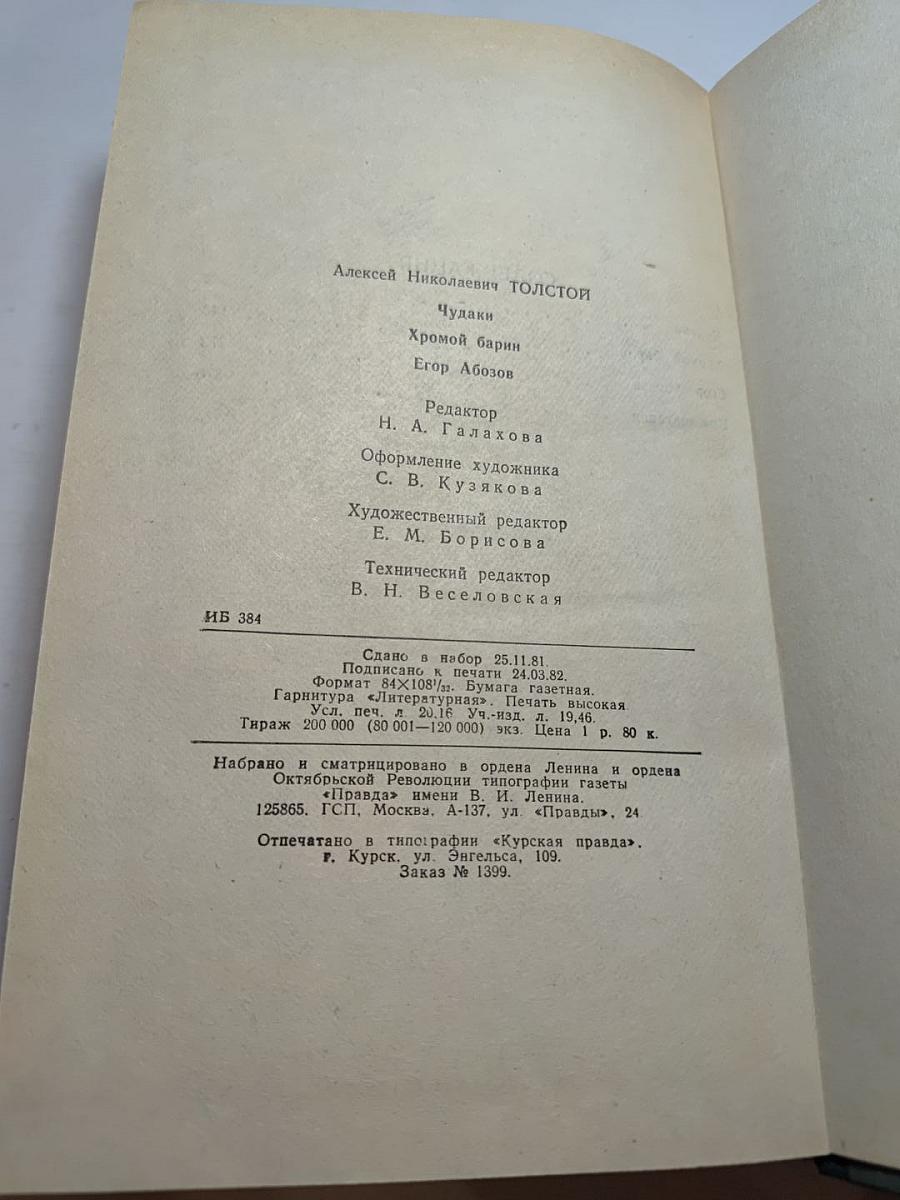 Алексей Николаевич ТОЛСТОЙ
Чудаки
Хромой барин
Егор Абозов
Редактор
Н. А. Галахова
Оформление художника
С. В. Кузякова
Художественный редактор
Е. М. Борисова
Технический редактор
В. Н. Веселовская
ИБ 384
Сдано в набор 25.11.81.
Подписано к печати 24.03.82.
Формат 84×108¹/₃₂. Бумага газетная.
Гарнитура «Литературная». Печать высокая.
Усл. печ. л 20,16 Уч.-изд. л. 19,46.
Тираж 200 000 (80 001—120 000) экз. Цена 1 р. 80 к.
Набрано и сматрицировано в ордена Ленина и ордена
Октябрьской Революции типографии газеты
«Правда» имени В. И. Ленина.
125865, ГСП, Москва, А-137, ул. «Правды», 24
Отпечатано в типографии «Курская правда».
г. Курск, ул. Энгельса, 109.
Заказ № 1399.